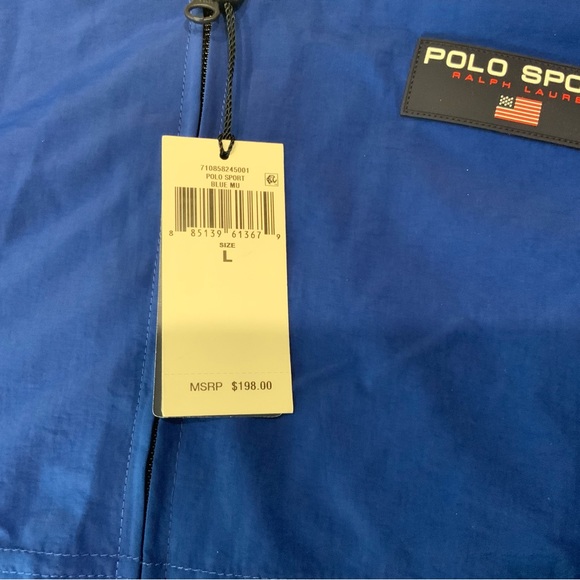 POLO SPO
RALPH LAURE
710858245001
POLO SPORT
BLUE MU
8 85139 61367 9
SIZE
L
MSRP $198.00